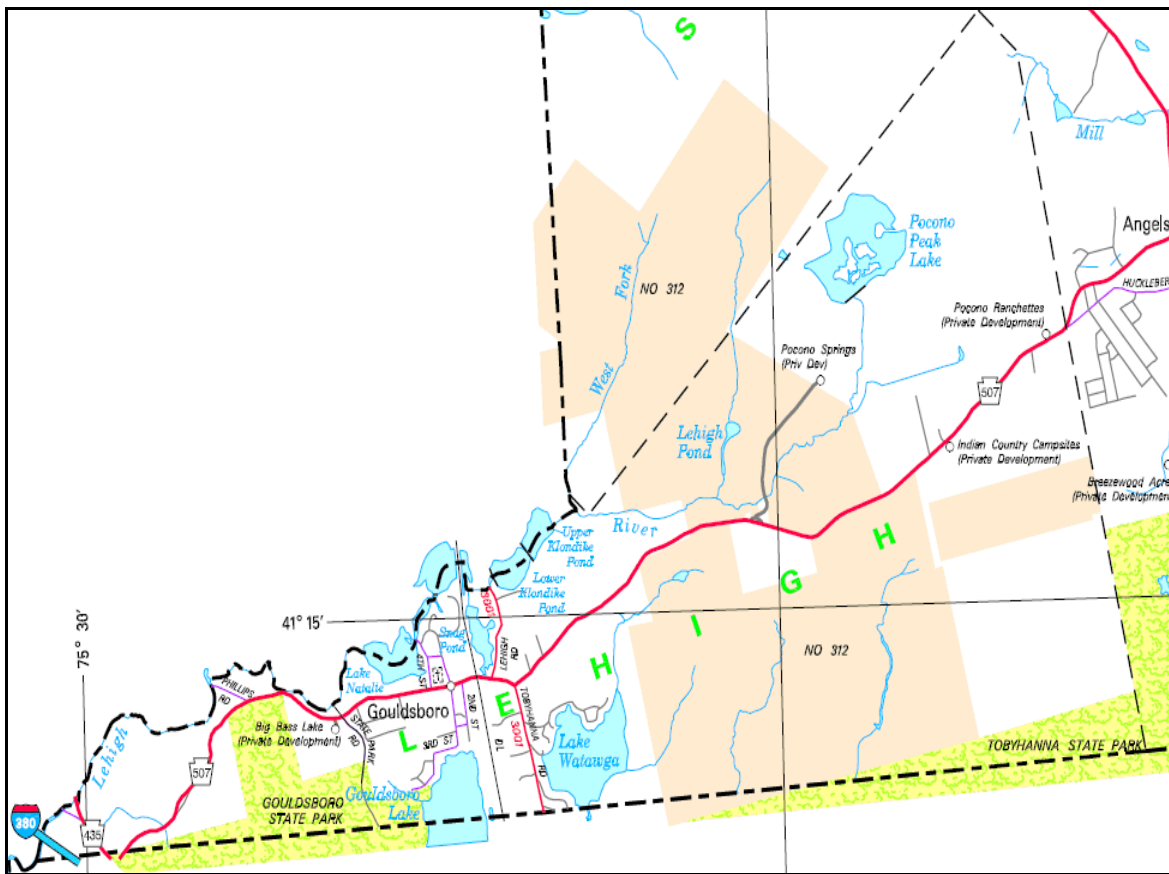 S
Mill
Pocono
Peak
Lake
Angels
HUCKLEBER
Fork
NO 312
Pocono Ranchettes
(Private Development)
Pocono Springs
(Priv Dev)
West
507
Lehigh
Pond
Indian Country Campsites
(Private Development)
Breezewood Acre
(Private Development
River
Upper
Klondike
Pond
H
G
Lower
Klondike
Pond
3001
41° 15'
75° 30'
I
Snag
Pond
LEHIGH
RD
NO 312
4TH ST
Lake
Natalie
H
PHILLIPS
RD
E
Gouldsboro
2ND ST
TOBYHANNA
RD
3001
Big Bass Lake
(Private Development)
STATE PARK
RD
L
3RD ST
DL
Lake
Watawga
TOBYHANNA STATE PARK
Lehigh
507
Gouldsboro
Lake
GOULDSBORO
STATE PARK
380
435